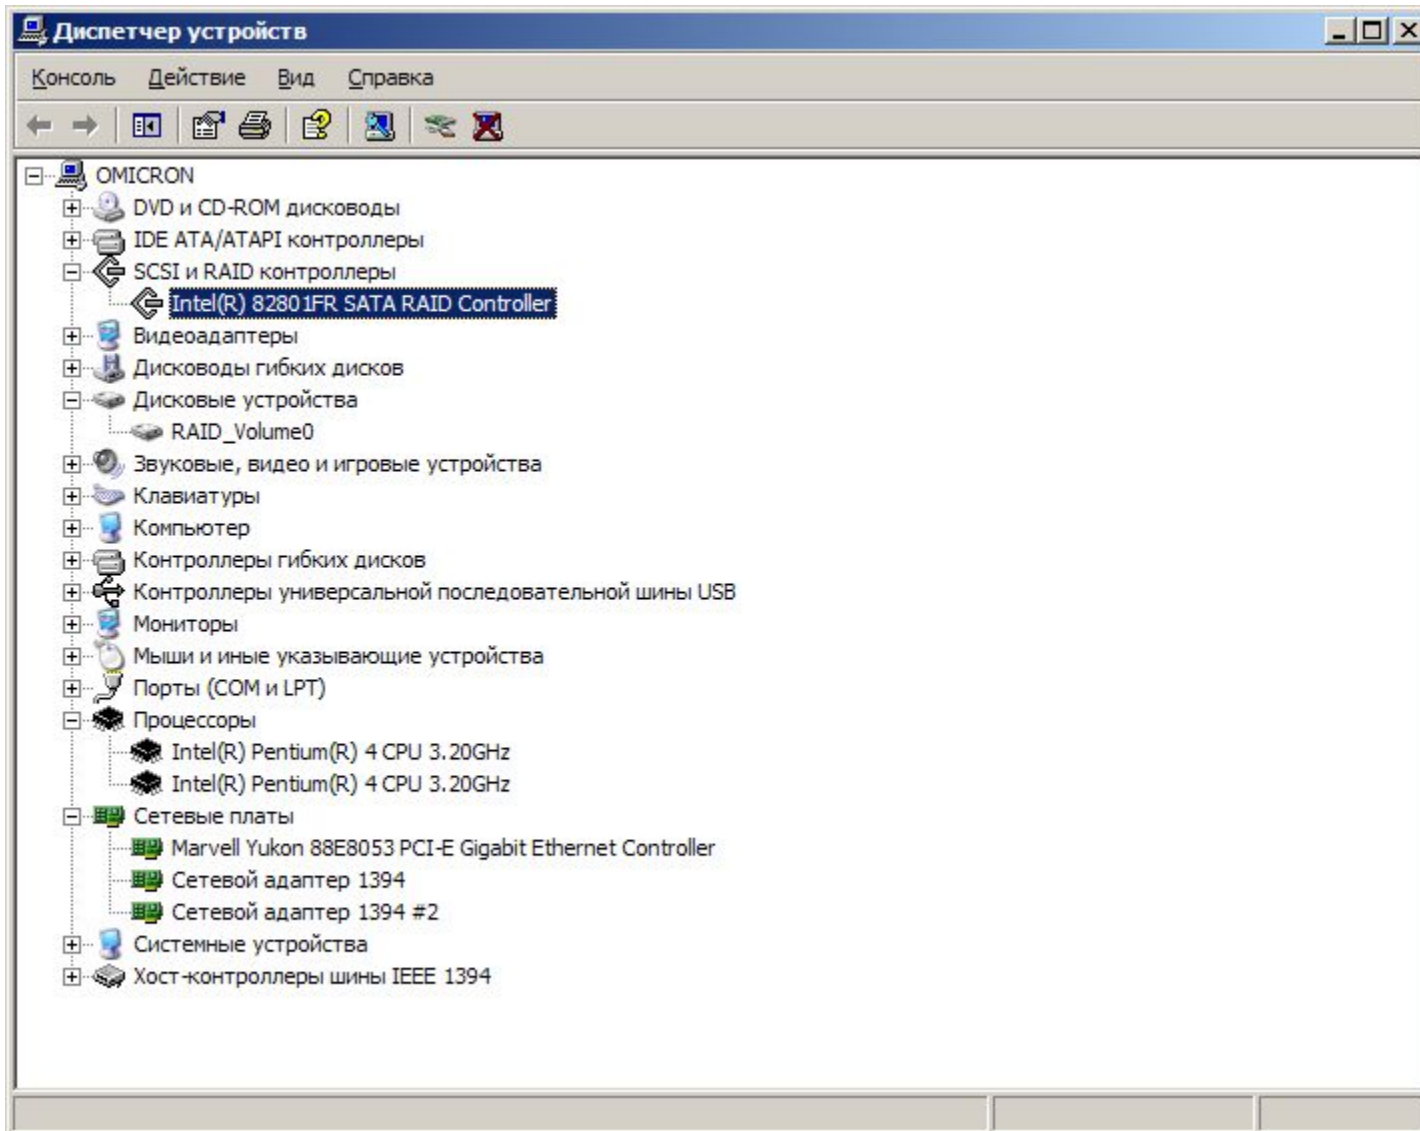 Диспетчер устройств
Консоль Действие Вид Справка
OMICRON
DVD и CD-ROM дисководы
IDE ATA/ATAPI контроллеры
SCSI и RAID контроллеры
Intel(R) 82801FR SATA RAID Controller
Видеоадаптеры
Дисководы гибких дисков
Дисковые устройства
RAID_Volume0
Звуковые, видео и игровые устройства
Клавиатуры
Компьютер
Контроллеры гибких дисков
Контроллеры универсальной последовательной шины USB
Мониторы
Мыши и иные указывающие устройства
Порты (COM и LPT)
Процессоры
Intel(R) Pentium(R) 4 CPU 3.20GHz
Intel(R) Pentium(R) 4 CPU 3.20GHz
Сетевые платы
Marvell Yukon 88E8053 PCI-E Gigabit Ethernet Controller
Сетевой адаптер 1394
Сетевой адаптер 1394 #2
Системные устройства
Хост-контроллеры шины IEEE 1394